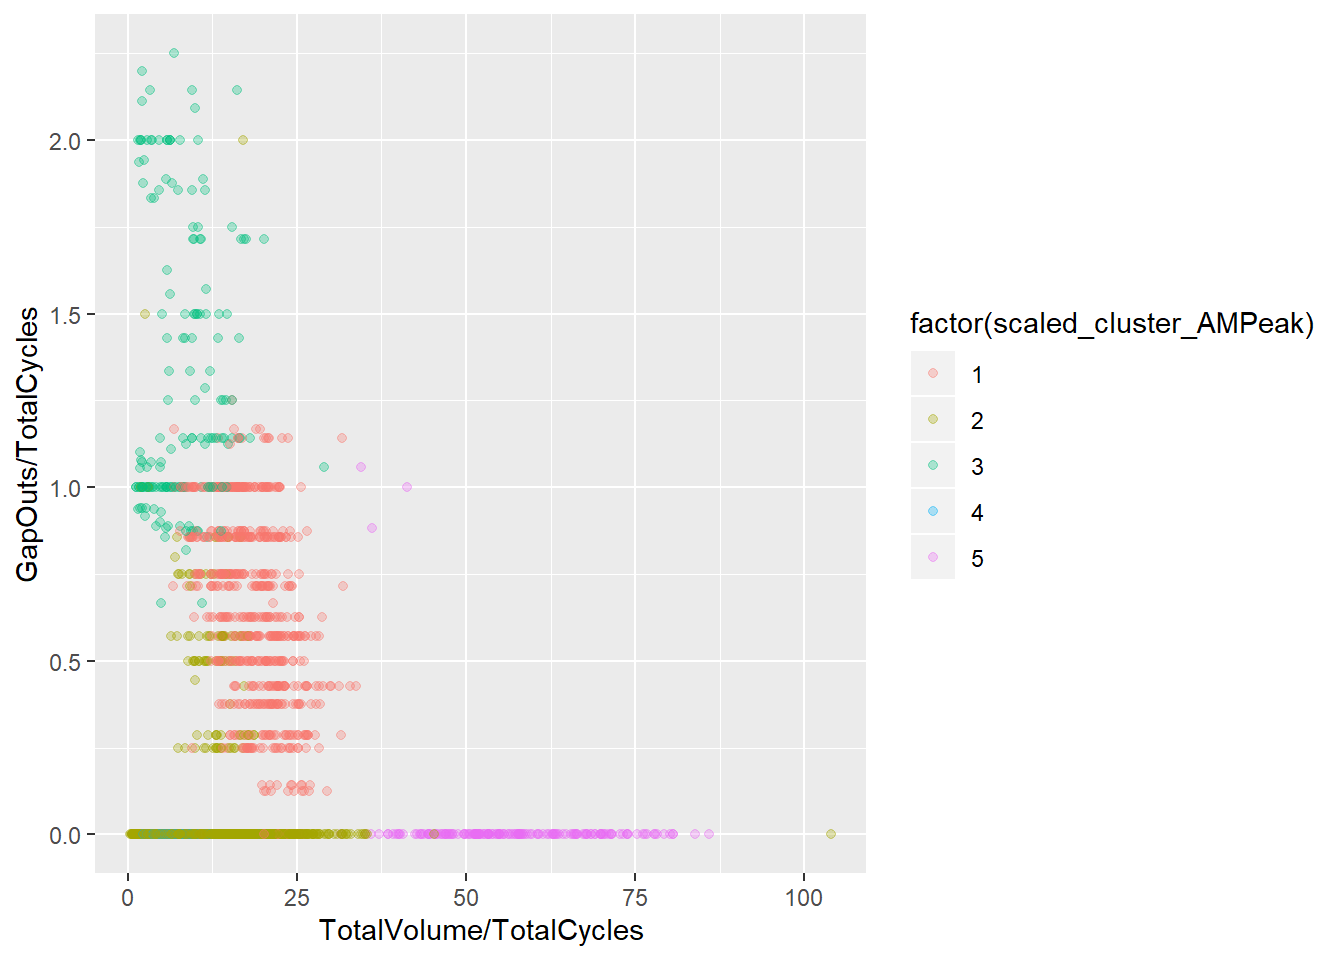 2.0
1.5
1.0
0.5
0.0
GapOuts/TotalCycles
0 25 50 75 100
TotalVolume/TotalCycles
factor(scaled_cluster_AMPeak)
1
2
3
4
5